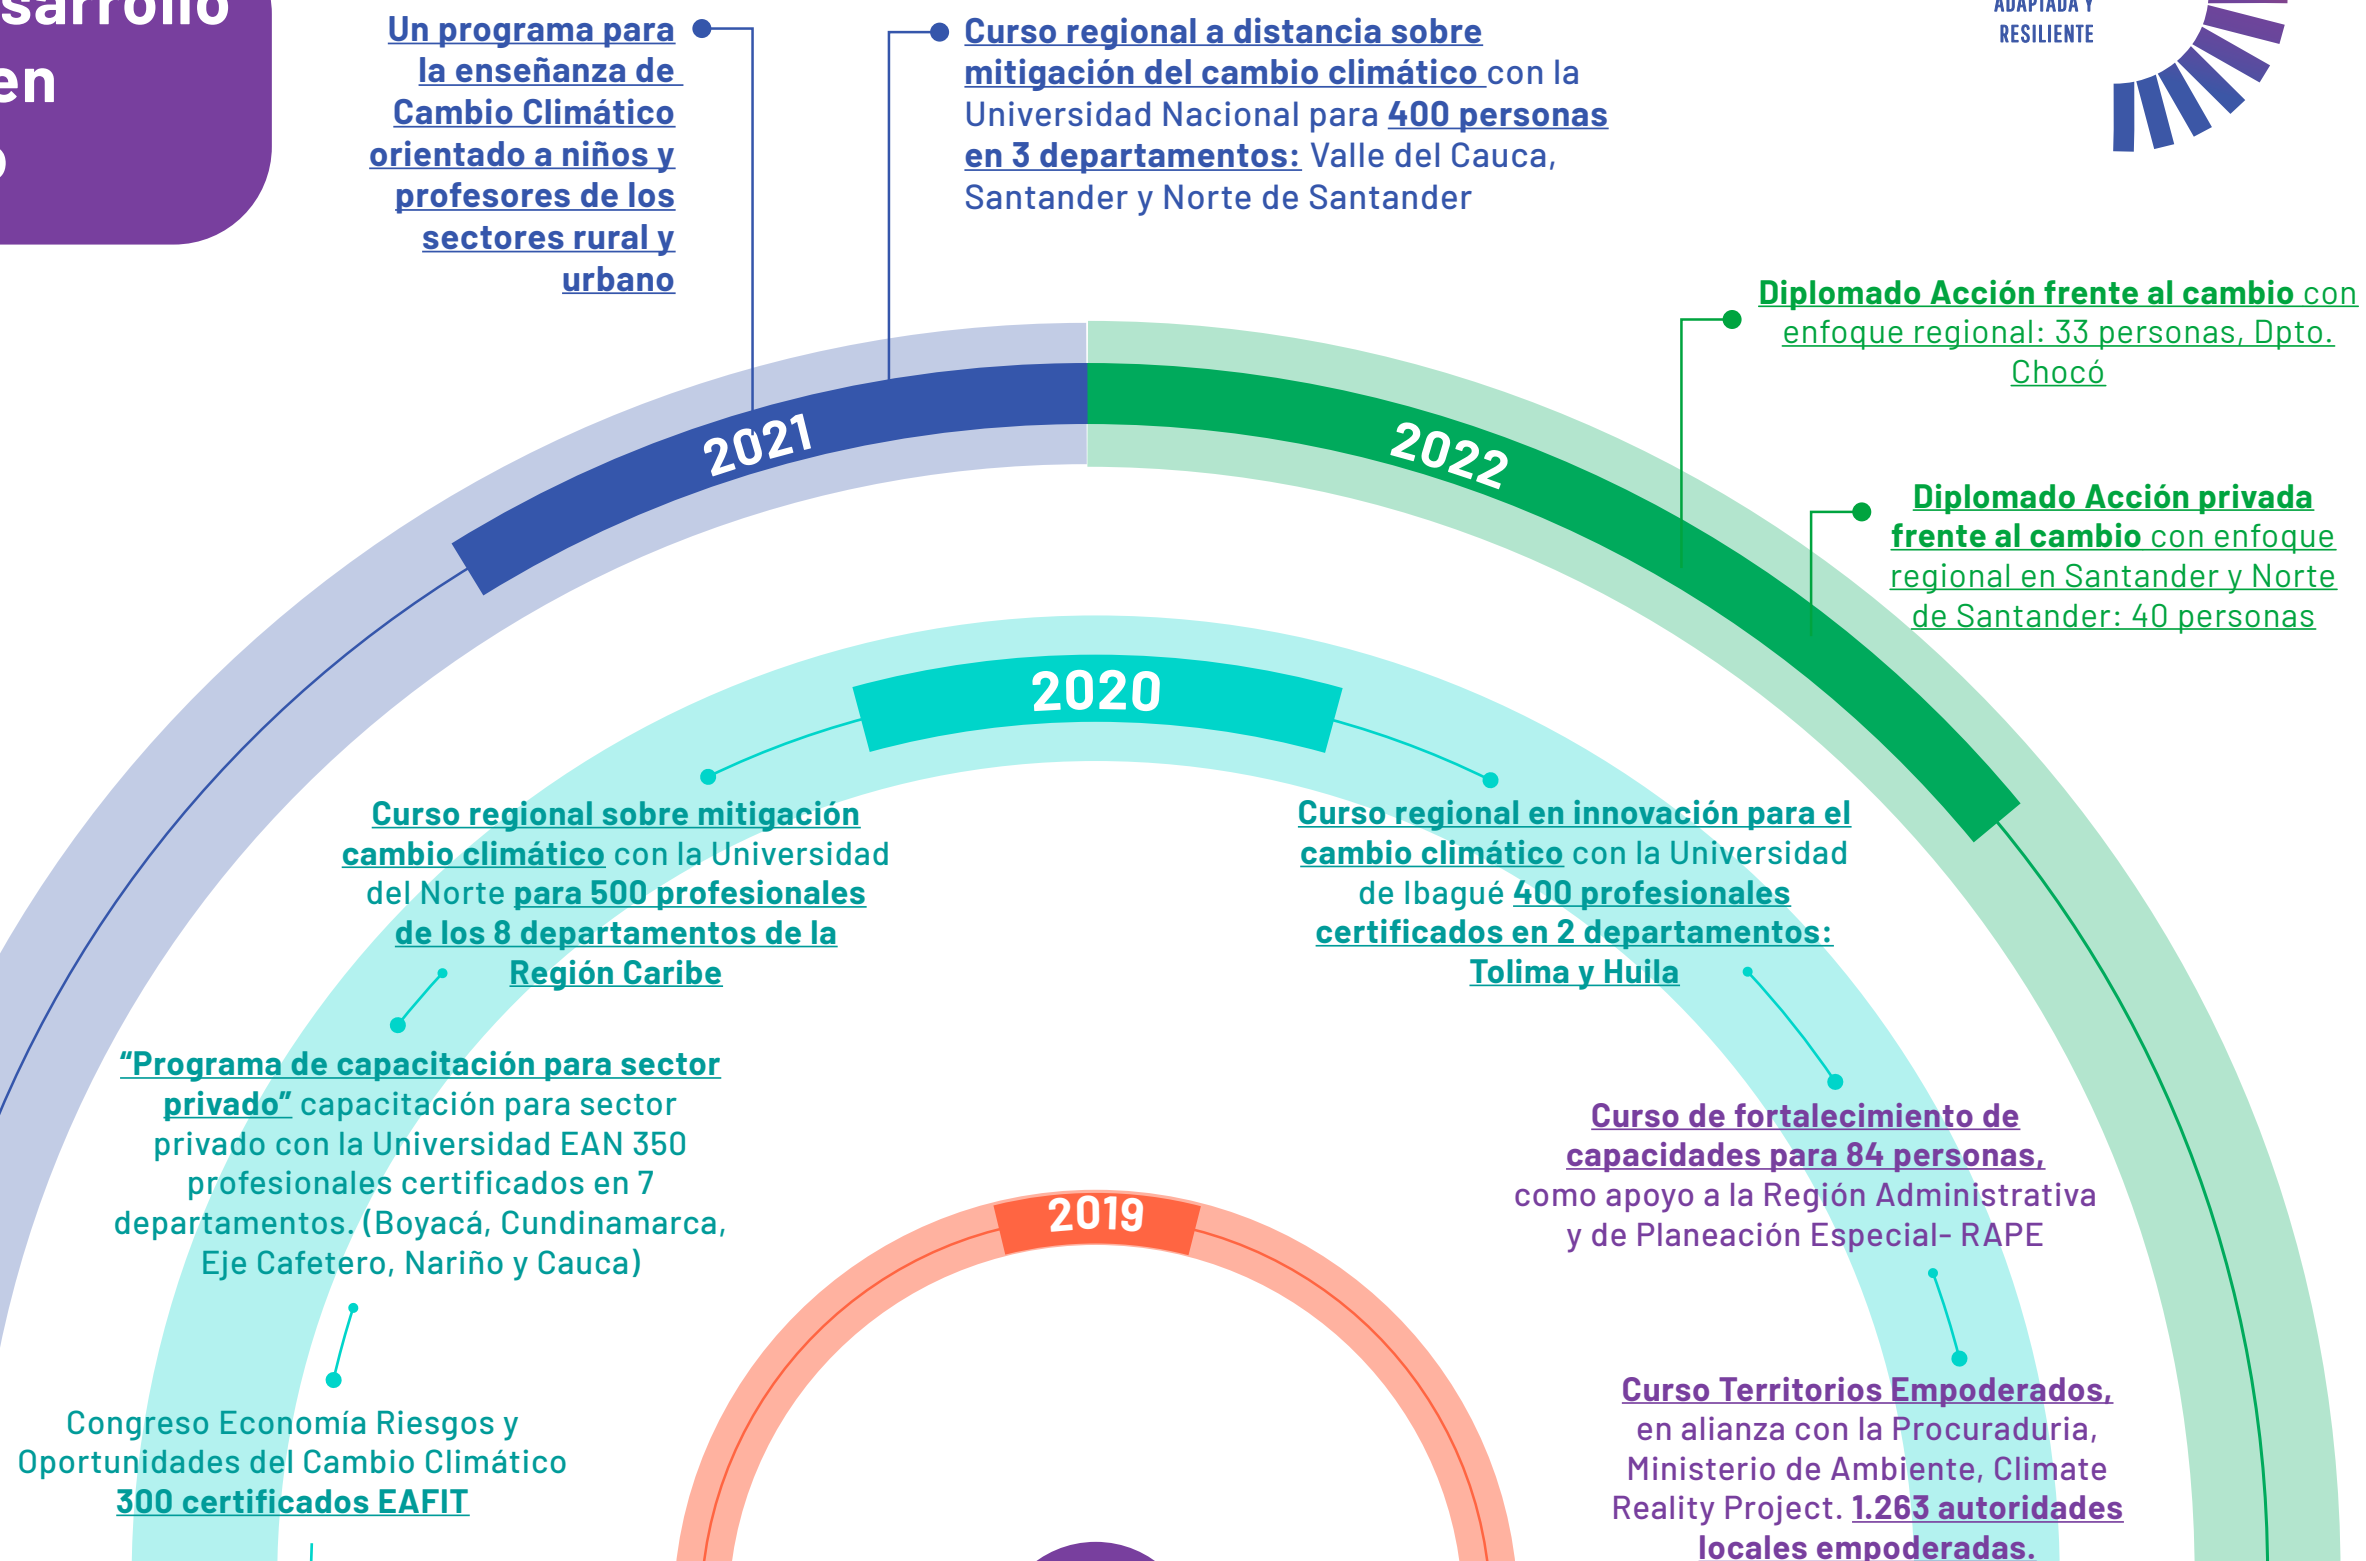 en
Un programa para
la enseñanza de
Cambio Climático
orientado a niños y
profesores de los
sectores rural y
urbano
Curso regional a distancia sobre
mitigación del cambio climático con la
Universidad Nacional para 400 personas
en 3 departamentos: Valle del Cauca,
Santander y Norte de Santander
ADAPTADA Y
RESILIENTE
Diplomado Acción frente al cambio con
enfoque regional: 33 personas, Dpto.
Chocó
2021
2022
Diplomado Acción privada
frente al cambio con enfoque
regional en Santander y Norte
de Santander: 40 personas
2020
Curso regional sobre mitigación
cambio climático con la Universidad
del Norte para 500 profesionales
de los 8 departamentos de la
Región Caribe
Curso regional en innovación para el
cambio climático con la Universidad
de Ibagué 400 profesionales
certificados en 2 departamentos:
Tolima y Huila
“Programa de capacitación para sector
privado” capacitación para sector
privado con la Universidad EAN 350
profesionales certificados en 7
departamentos. (Boyacá, Cundinamarca,
Eje Cafetero, Nariño y Cauca)
Curso de fortalecimiento de
capacidades para 84 personas,
como apoyo a la Región Administrativa
y de Planeación Especial- RAPE
2019
Congreso Economía Riesgos y
Oportunidades del Cambio Climático
300 certificados EAFIT
Curso Territorios Empoderados,
en alianza con la Procuraduria,
Ministerio de Ambiente, Climate
Reality Project. 1.263 autoridades
locales empoderadas.